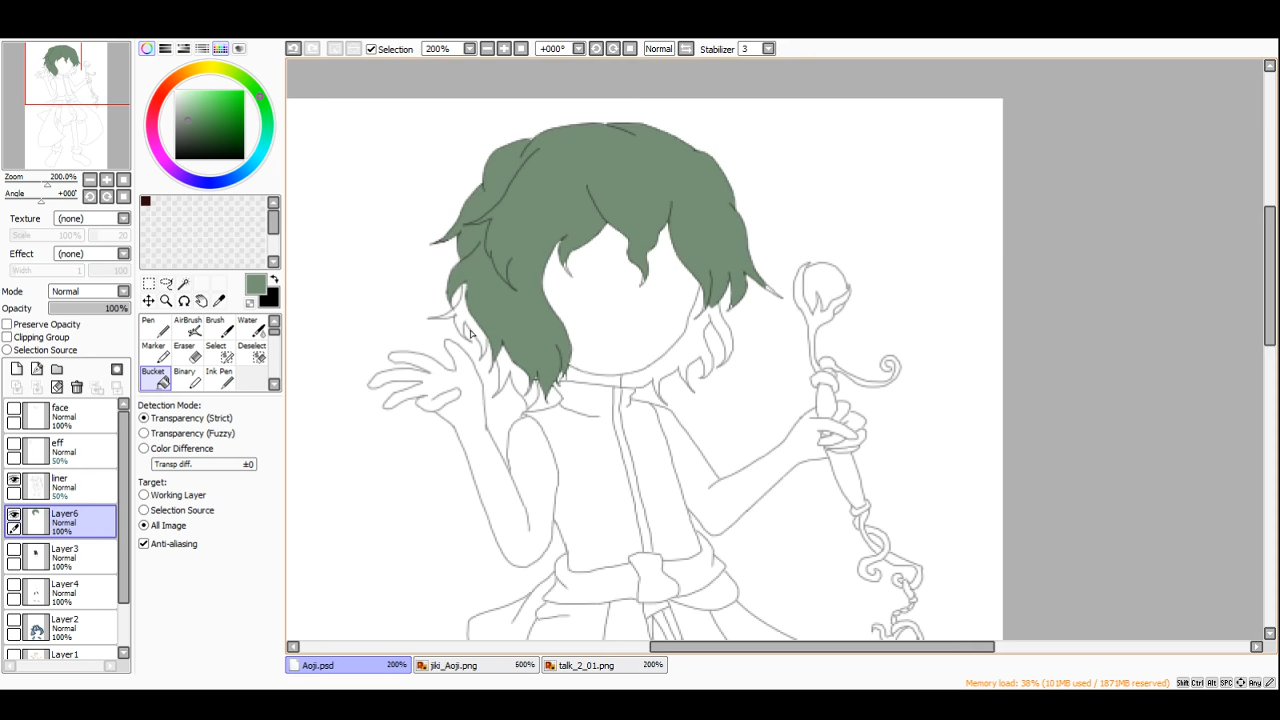 Selection 200% +000° Normal Stabilizer 3
Zoom 200.0%
Angle +000°
Texture (none)
Scale 100% 20
Effect (none)
Width 1 100
Mode Normal
Opacity 100%
Preserve Opacity
Clipping Group
Selection Source
Pen AirBrush Brush Water
Marker Eraser Select Deselect
Bucket Binary Ink Pen
Detection Mode:
Transparency (Strict)
Transparency (Fuzzy)
Color Difference
Transp diff. ±0
Target:
Working Layer
Selection Source
All Image
Anti-aliasing
face
Normal
100%
eff
Normal
50%
liner
Normal
50%
Layer6
Normal
100%
Layer3
Normal
100%
Layer4
Normal
100%
Layer2
Normal
100%
Layer1
Aoji.psd 200% jiki_Aoji.png 600% talk_2_01.png 200%
Memory load: 38% (101MB used / 1871MB reserved) Shift Ctrl Alt SPC Any